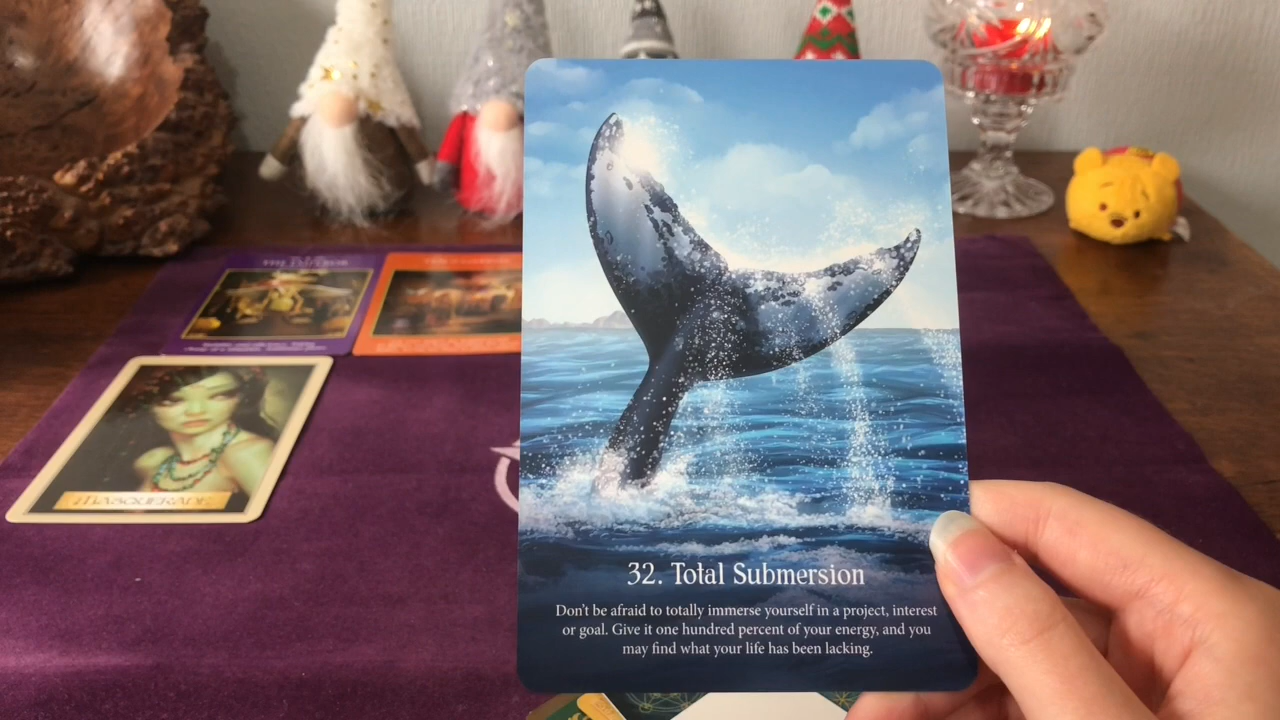 MASQUERADE
32. Total Submersion
Don't be afraid to totally immerse yourself in a project, interest
or goal. Give it one hundred percent of your energy, and you
may find what your life has been lacking.